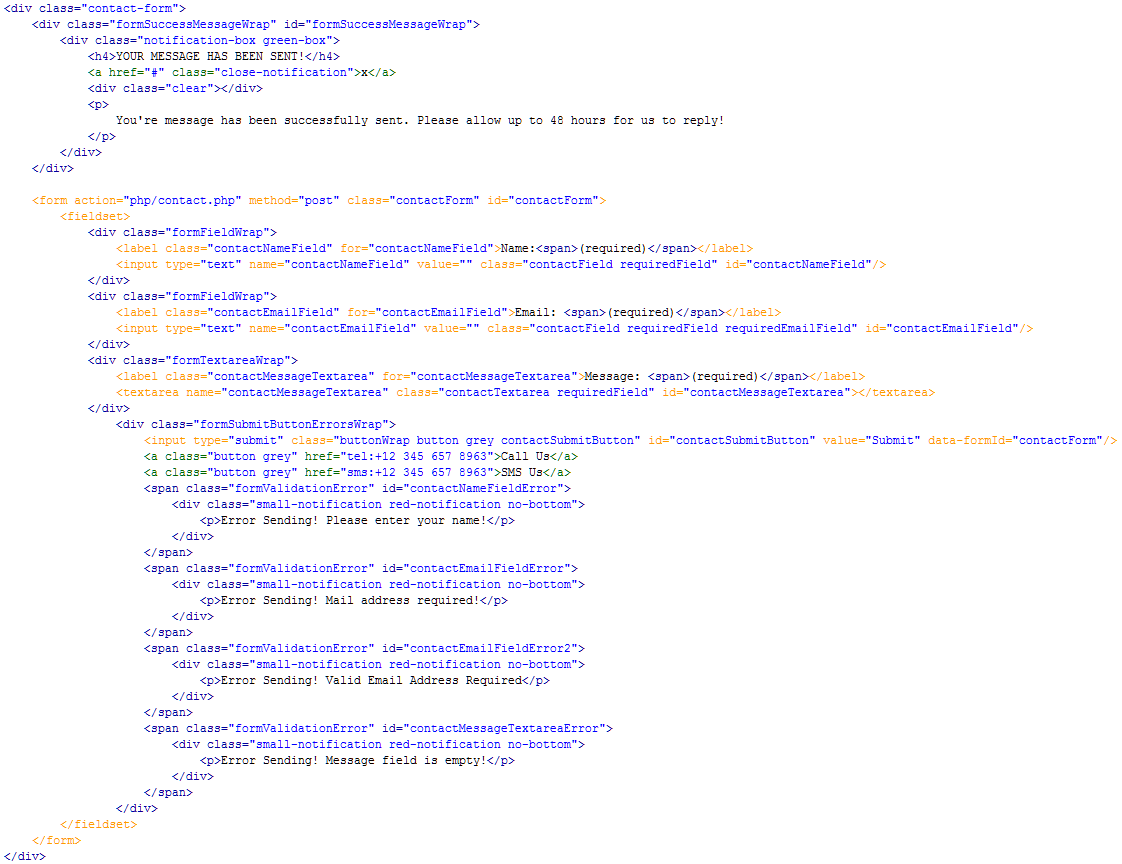 <div class="contact-form">
    <div class="formSuccessMessageWrap" id="formSuccessMessageWrap">
        <div class="notification-box green-box">
            <h4>YOUR MESSAGE HAS BEEN SENT!</h4>
            <a href="#" class="close-notification">x</a>
            <div class="clear"></div>
            <p>
                You're message has been successfully sent. Please allow up to 48 hours for us to reply!
            </p>
        </div>
    </div>

    <form action="php/contact.php" method="post" class="contactForm" id="contactForm">
        <fieldset>
            <div class="formFieldWrap">
                <label class="contactNameField" for="contactNameField">Name:<span>(required)</span></label>
                <input type="text" name="contactNameField" value="" class="contactField requiredField" id="contactNameField"/>
            </div>
            <div class="formFieldWrap">
                <label class="contactEmailField" for="contactEmailField">Email: <span>(required)</span></label>
                <input type="text" name="contactEmailField" value="" class="contactField requiredField requiredEmailField" id="contactEmailField"/>
            </div>
            <div class="formTextareaWrap">
                <label class="contactMessageTextarea" for="contactMessageTextarea">Message: <span>(required)</span></label>
                <textarea name="contactMessageTextarea" class="contactTextarea requiredField" id="contactMessageTextarea"></textarea>
            </div>
                <div class="formSubmitButtonErrorsWrap">
                    <input type="submit" class="buttonWrap button grey contactSubmitButton" id="contactSubmitButton" value="Submit" data-formId="contactForm"/>
                    <a class="button grey" href="tel:+12 345 657 8963">Call Us</a>
                    <a class="button grey" href="sms:+12 345 657 8963">SMS Us</a>
                    <span class="formValidationError" id="contactNameFieldError">
                        <div class="small-notification red-notification no-bottom">
                            <p>Error Sending! Please enter your name!</p>
                        </div>
                    </span>
                    <span class="formValidationError" id="contactEmailFieldError">
                        <div class="small-notification red-notification no-bottom">
                            <p>Error Sending! Mail address required!</p>
                        </div>
                    </span>
                    <span class="formValidationError" id="contactEmailFieldError2">
                        <div class="small-notification red-notification no-bottom">
                            <p>Error Sending! Valid Email Address Required</p>
                        </div>
                    </span>
                    <span class="formValidationError" id="contactMessageTextareaError">
                        <div class="small-notification red-notification no-bottom">
                            <p>Error Sending! Message field is empty!</p>
                        </div>
                    </span>
                </div>
        </fieldset>
    </form>
</div>